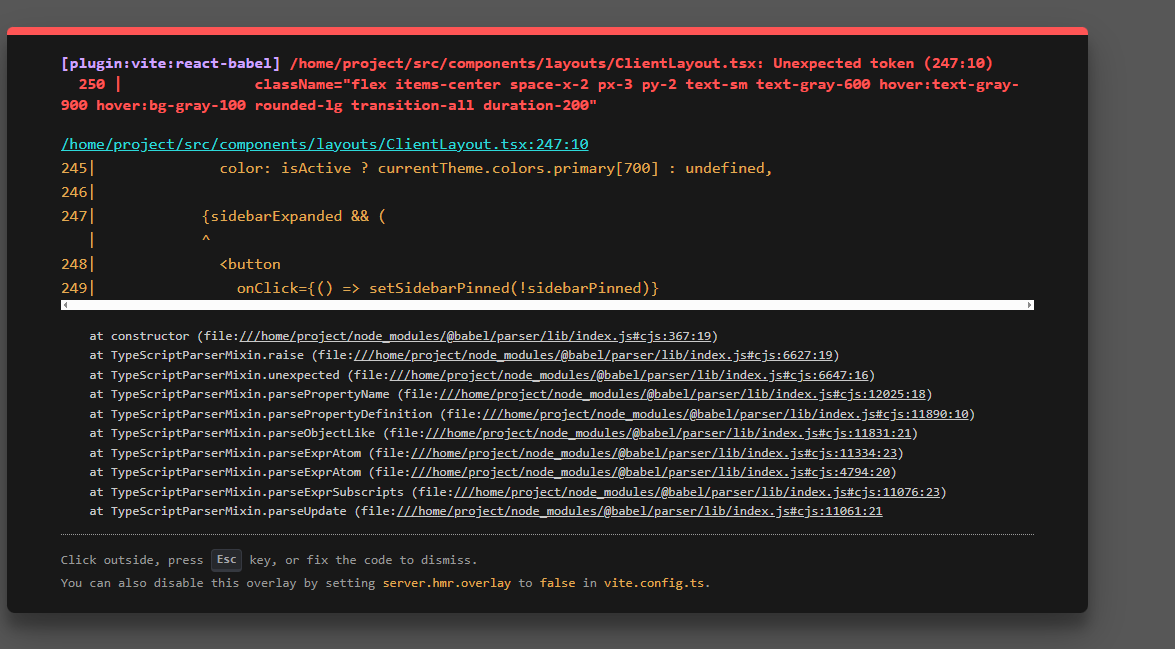 [plugin:vite:react-babel] /home/project/src/components/layouts/ClientLayout.tsx: Unexpected token (247:10)
  250 |               className="flex items-center space-x-2 px-3 py-2 text-sm text-gray-600 hover:text-gray-
900 hover:bg-gray-100 rounded-lg transition-all duration-200"
/home/project/src/components/layouts/ClientLayout.tsx:247:10
245|              color: isActive ? currentTheme.colors.primary[700] : undefined,
246|
247|            {sidebarExpanded && (
   |            ^
248|              <button
249|                onClick={() => setSidebarPinned(!sidebarPinned)}
    at constructor (file:///home/project/node_modules/@babel/parser/lib/index.js#cjs:367:19)
    at TypeScriptParserMixin.raise (file:///home/project/node_modules/@babel/parser/lib/index.js#cjs:6627:19)
    at TypeScriptParserMixin.unexpected (file:///home/project/node_modules/@babel/parser/lib/index.js#cjs:6647:16)
    at TypeScriptParserMixin.parsePropertyName (file:///home/project/node_modules/@babel/parser/lib/index.js#cjs:12025:18)
    at TypeScriptParserMixin.parsePropertyDefinition (file:///home/project/node_modules/@babel/parser/lib/index.js#cjs:11890:10)
    at TypeScriptParserMixin.parseObjectLike (file:///home/project/node_modules/@babel/parser/lib/index.js#cjs:11831:21)
    at TypeScriptParserMixin.parseExprAtom (file:///home/project/node_modules/@babel/parser/lib/index.js#cjs:11334:23)
    at TypeScriptParserMixin.parseExprAtom (file:///home/project/node_modules/@babel/parser/lib/index.js#cjs:4794:20)
    at TypeScriptParserMixin.parseExprSubscripts (file:///home/project/node_modules/@babel/parser/lib/index.js#cjs:11076:23)
    at TypeScriptParserMixin.parseUpdate (file:///home/project/node_modules/@babel/parser/lib/index.js#cjs:11061:21
Click outside, press Esc key, or fix the code to dismiss.
You can also disable this overlay by setting server.hmr.overlay to false in vite.config.ts.